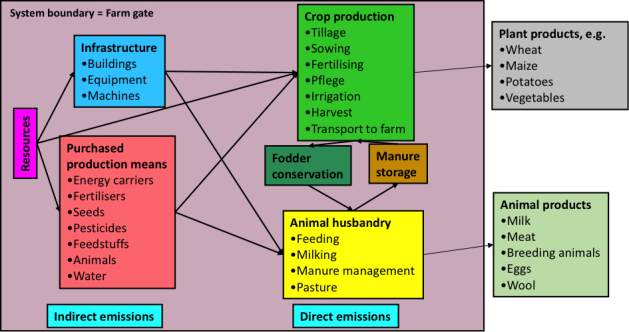 System boundary = Farm gate
Infrastructure
•Buildings
•Equipment
•Machines
Resources
Purchased
production means
•Energy carriers
•Fertilisers
•Seeds
•Pesticides
•Feedstuffs
•Animals
•Water
Indirect emissions
Crop production
•Tillage
•Sowing
•Fertilising
•Pflege
•Irrigation
•Harvest
•Transport to farm
Fodder
conservation
Manure
storage
Animal husbandry
•Feeding
•Milking
•Manure management
•Pasture
Direct emissions
Plant products, e.g.
•Wheat
•Maize
•Potatoes
•Vegetables
Animal products
•Milk
•Meat
•Breeding animals
•Eggs
•Wool